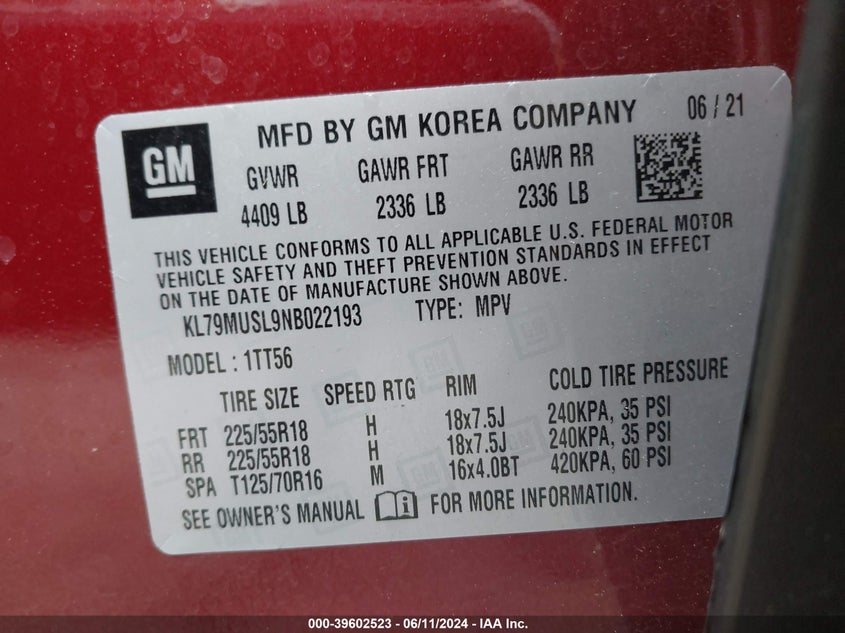 GM
MFD BY GM KOREA COMPANY 06 / 21
GVWR GAWR FRT GAWR RR
4409 LB 2336 LB 2336 LB
THIS VEHICLE CONFORMS TO ALL APPLICABLE U.S. FEDERAL MOTOR
VEHICLE SAFETY AND THEFT PREVENTION STANDARDS IN EFFECT
ON THE DATE OF MANUFACTURE SHOWN ABOVE.
KL79MUSL9NB022193 TYPE: MPV
MODEL : 1TT56
TIRE SIZE SPEED RTG RIM COLD TIRE PRESSURE
FRT 225/55R18 H 18x7.5J 240KPA, 35 PSI
RR 225/55R18 H 18x7.5J 240KPA, 35 PSI
SPA T125/70R16 M 16x4.0BT 420KPA, 60 PSI
SEE OWNER'S MANUAL FOR MORE INFORMATION.
000-39602523 - 06/11/2024 - IAA Inc.